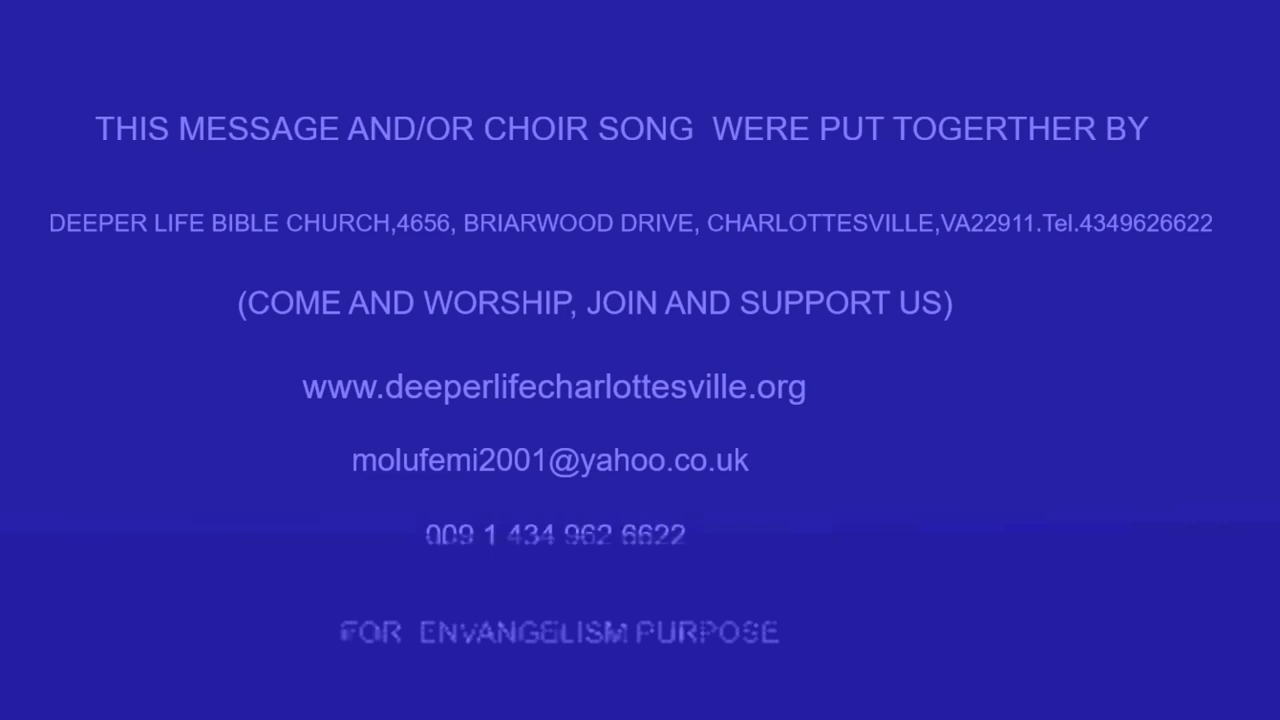 THIS MESSAGE AND/OR CHOIR SONG  WERE PUT TOGERTHER BY
DEEPER LIFE BIBLE CHURCH,4656, BRIARWOOD DRIVE, CHARLOTTESVILLE,VA22911.Tel.4349626622
(COME AND WORSHIP, JOIN AND SUPPORT US)
www.deeperlifecharlottesville.org
molufemi2001@yahoo.co.uk
009 1 434 962 6622
FOR  ENVANGELISM PURPOSE